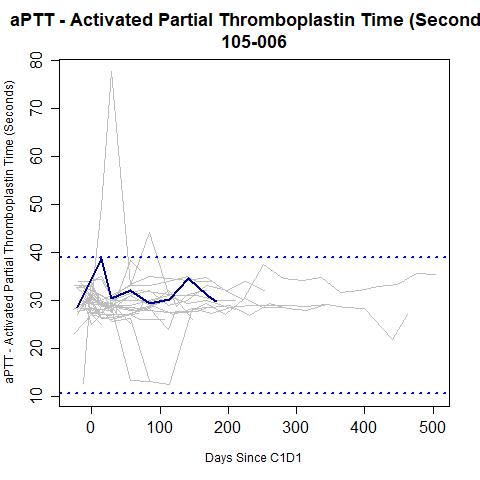 aPTT - Activated Partial Thromboplastin Time (Second
105-006
aPTT - Activated Partial Thromboplastin Time (Seconds)
80
70
60
50
40
30
20
10
0 100 200 300 400 500
Days Since C1D1